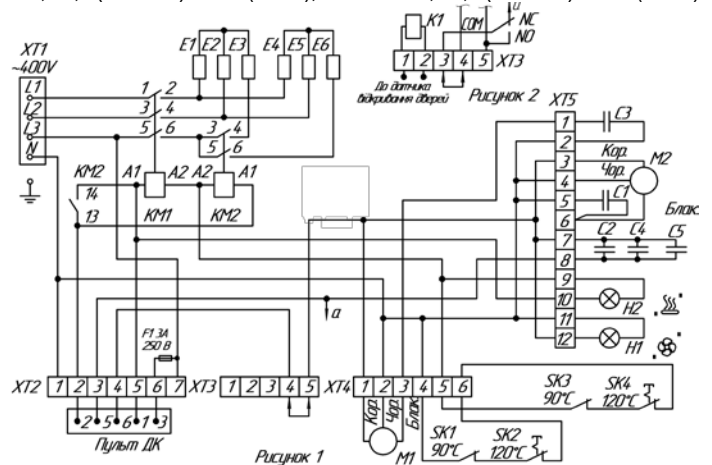 XT1
~400V
L1
L2
L3
N
E1 E2 E3 E4 E5 E6
1 2
3 4
5 6
3 4
5 6
KM2
14
13
A1 A2 A2 A1
KM1 KM2
K1
COM
и
NC
NO
1 2 3 4 5 XT3
До датчика
відкривання дверей
Рисунок 2
XT5
1
2
3
4
5
6
7
8
9
10
11
12
C3
Кор.
Чор.
M2
C1
Блак.
C2 C4 C5
H2
H1
a
F1 3А
250 В
XT2 1 2 3 4 5 6 7
XT3 1 2 3 4 5
XT4 1 2 3 4 5 6
2 5 6 1 3
Пульт ДК
Рисунок 1
Кор.
Чор.
Блак.
M1
SK1
90°C
SK2
120°C
SK3
90°C
SK4
120°C